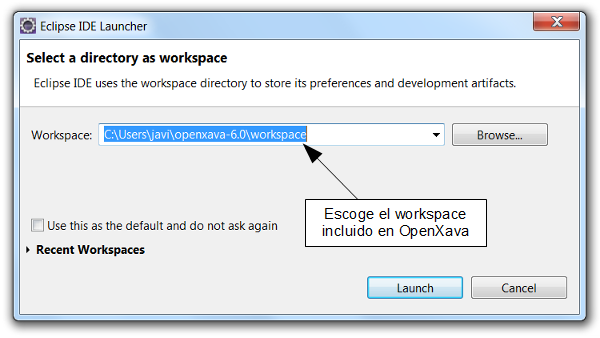 Eclipse IDE Launcher
Select a directory as workspace
Eclipse IDE uses the workspace directory to store its preferences and development artifacts.
Workspace: C:\Users\javi\openxava-6.0\workspace Browse...
Escoge el workspace
incluido en OpenXava
Use this as the default and do not ask again
Recent Workspaces
Launch Cancel